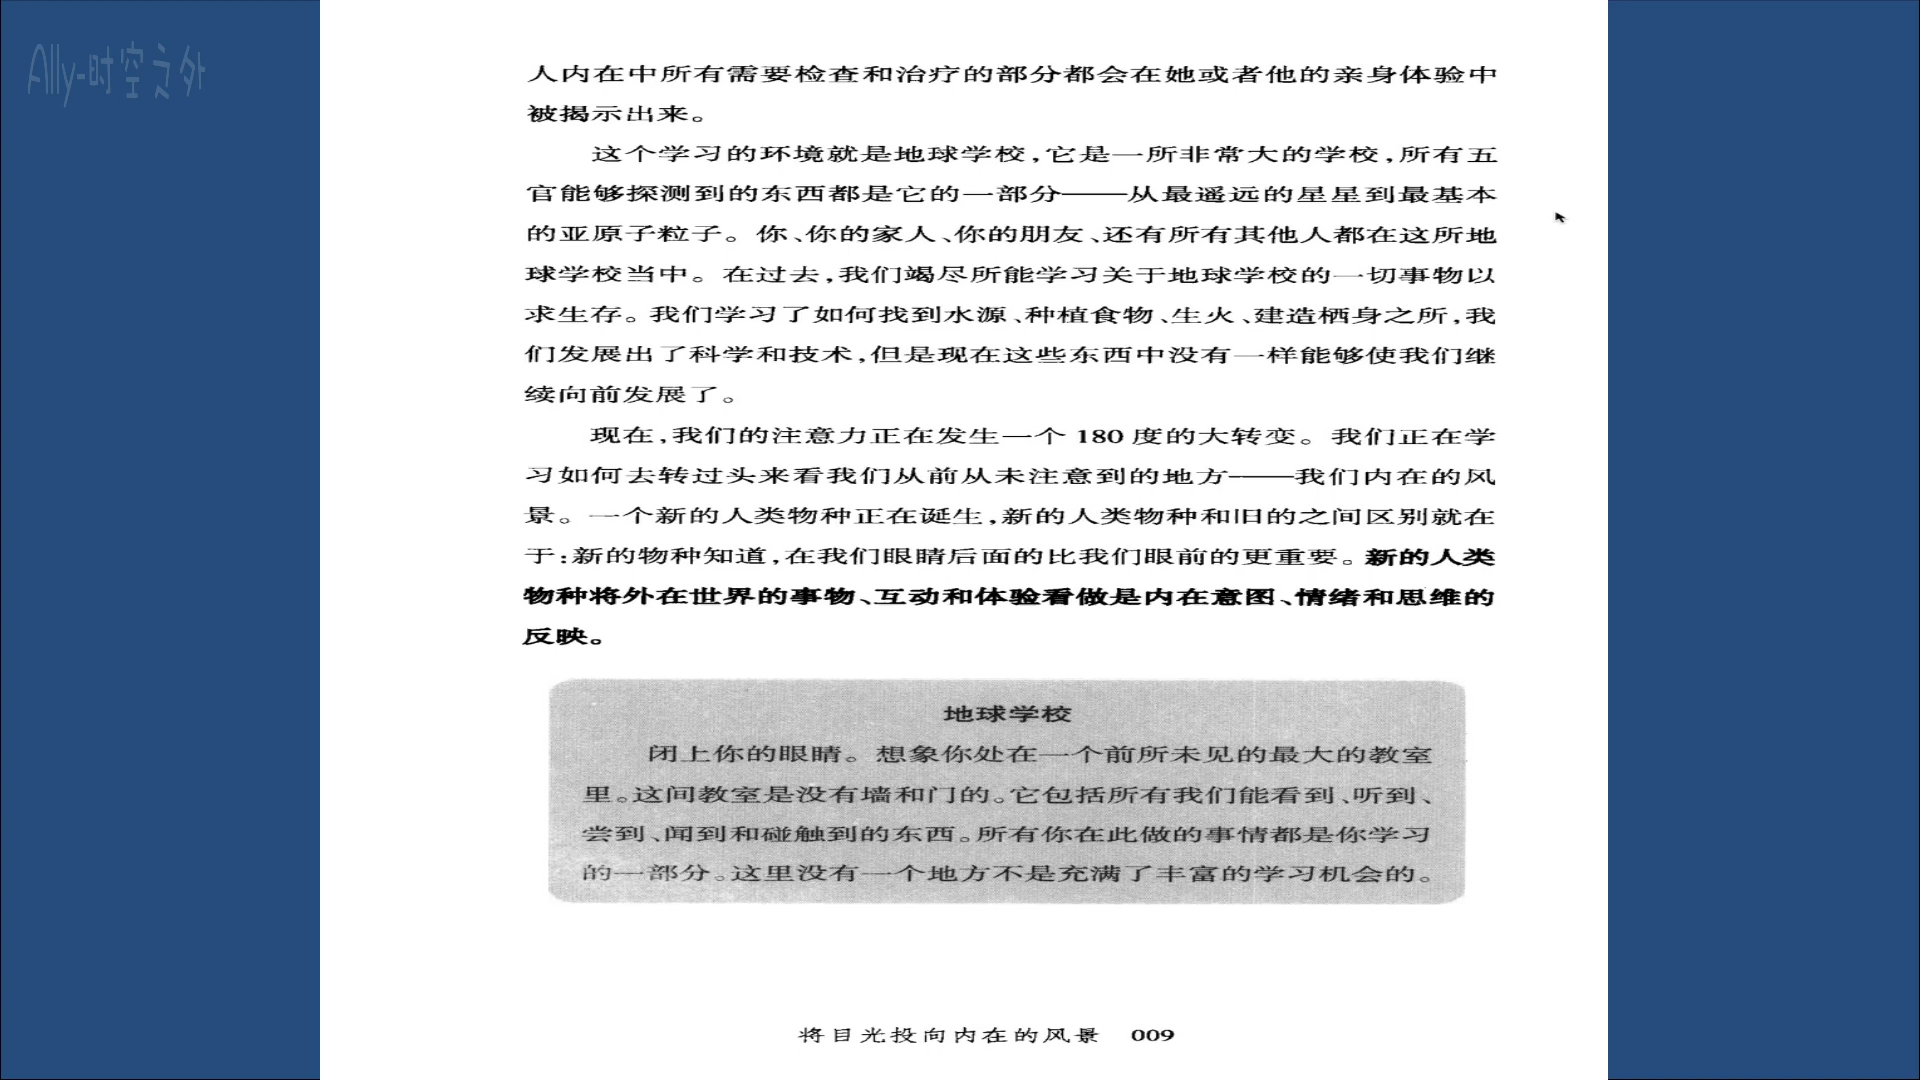 Ally-时空之外
人内在中所有需要检查和治疗的部分都会在她或者他的亲身体验中
被揭示出来。
这个学习的环境就是地球学校,它是一所非常大的学校,所有五
官能够探测到的东西都是它的一部分——从最遥远的星星到最基本
的亚原子粒子。你、你的家人、你的朋友、还有所有其他人都在这所地
球学校当中。在过去,我们竭尽所能学习关于地球学校的一切事物以
求生存。我们学习了如何找到水源、种植食物、生火、建造栖身之所,我
们发展出了科学和技术,但是现在这些东西中没有一样能够使我们继
续向前发展了。
现在,我们的注意力正在发生一个 180 度的大转变。我们正在学
习如何去转过头来看我们从前从未注意到的地方——我们内在的风
景。一个新的人类物种正在诞生,新的人类物种和旧的之间区别就在
于:新的物种知道,在我们眼睛后面的比我们眼前的更重要。新的人类
物种将外在世界的事物、互动和体验看做是内在意图、情绪和思维的
反映。
地球学校
闭上你的眼睛。想象你处在一个前所未见的最大的教室
里。这间教室是没有墙和门的。它包括所有我们能看到、听到、
尝到、闻到和碰触到的东西。所有你在此做的事情都是你学习
的一部分。这里没有一个地方不是充满了丰富的学习机会的。
将目光投向内在的风景 009